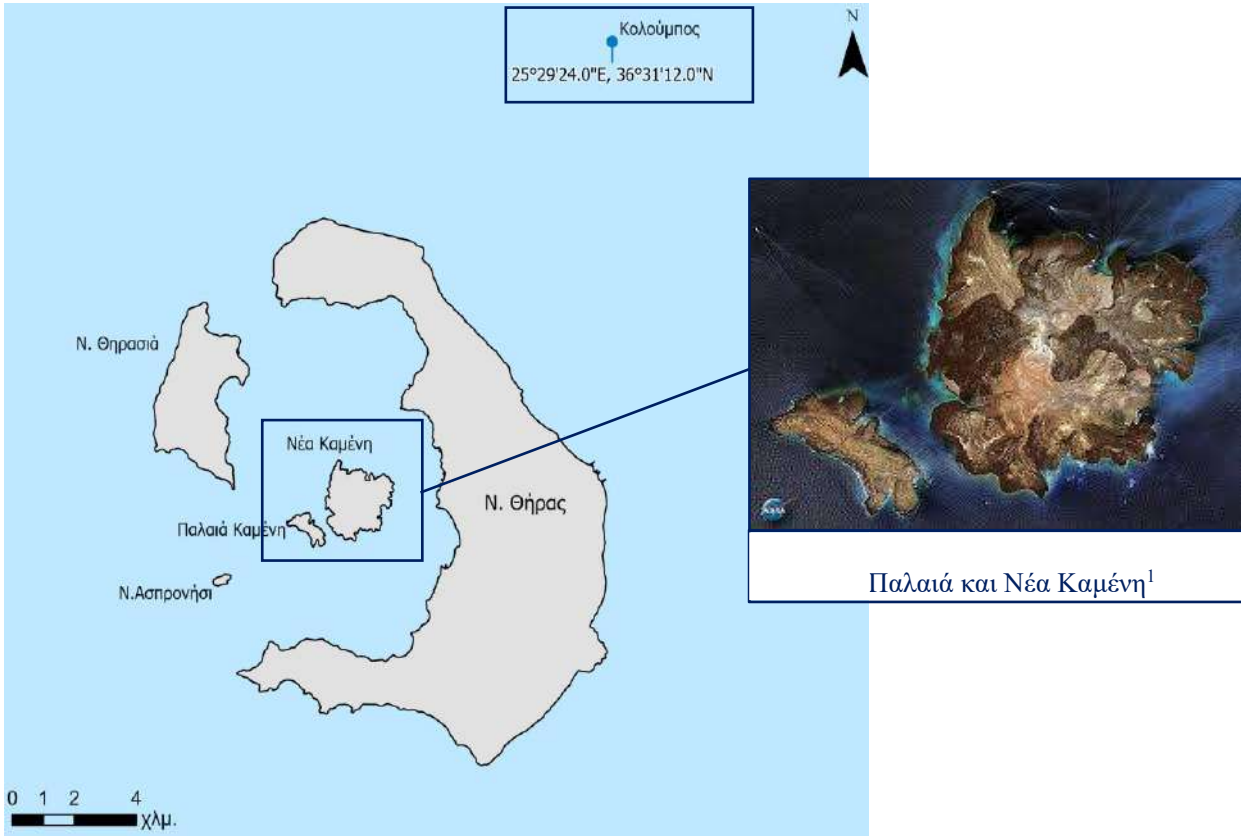 Κολούμπος
25°29'24.0"E, 36°31'12.0"N
N
Ν. Θηρασιά
Νέα Καμένη
Ν. Θήρας
Παλαιά Καμένη
Ν.Ασπρονήσι
0 1 2 4
χλμ.
NASA
Παλαιά και Νέα Καμένη¹